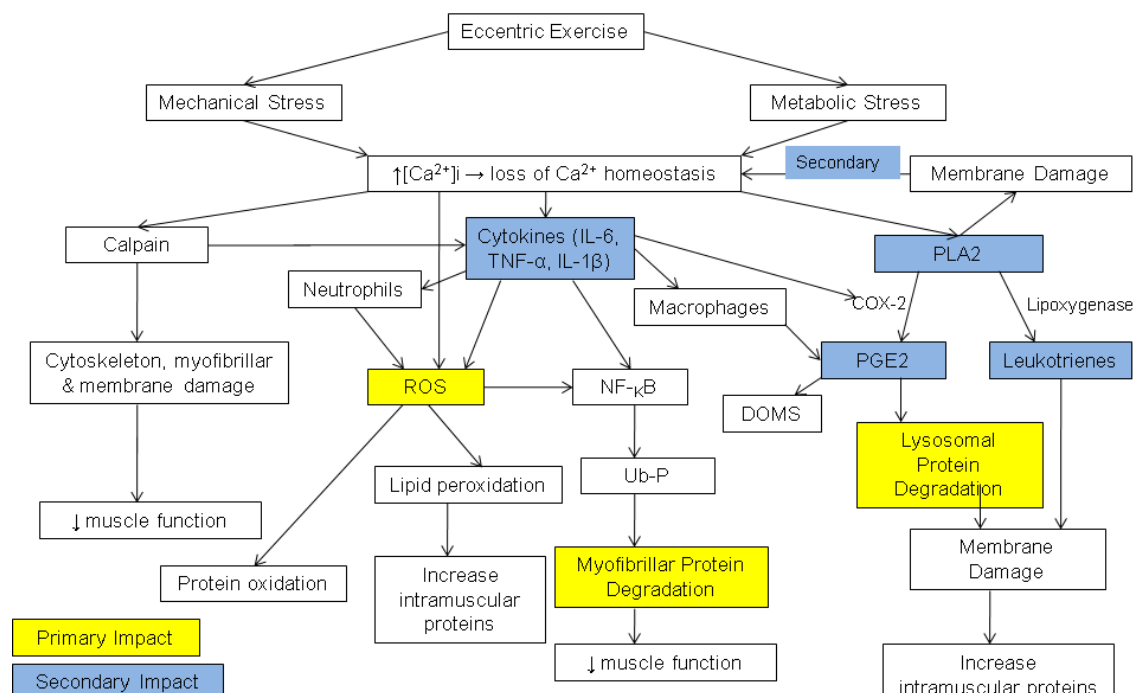 Eccentric Exercise
Mechanical Stress
Metabolic Stress
↑[Ca²⁺]i → loss of Ca²⁺ homeostasis
Secondary
Membrane Damage
Calpain
Cytokines (IL-6,
TNF-α, IL-1β)
PLA2
Neutrophils
Macrophages
COX-2
Lipoxygenase
Cytoskeleton, myofibrillar
& membrane damage
ROS
NF-κB
PGE2
Leukotrienes
DOMS
Lysosomal
Protein
Degradation
Lipid peroxidation
Ub-P
↓ muscle function
Protein oxidation
Increase
intramuscular
proteins
Myofibrillar Protein
Degradation
Membrane
Damage
Primary Impact
Secondary Impact
↓ muscle function
Increase
intramuscular proteins